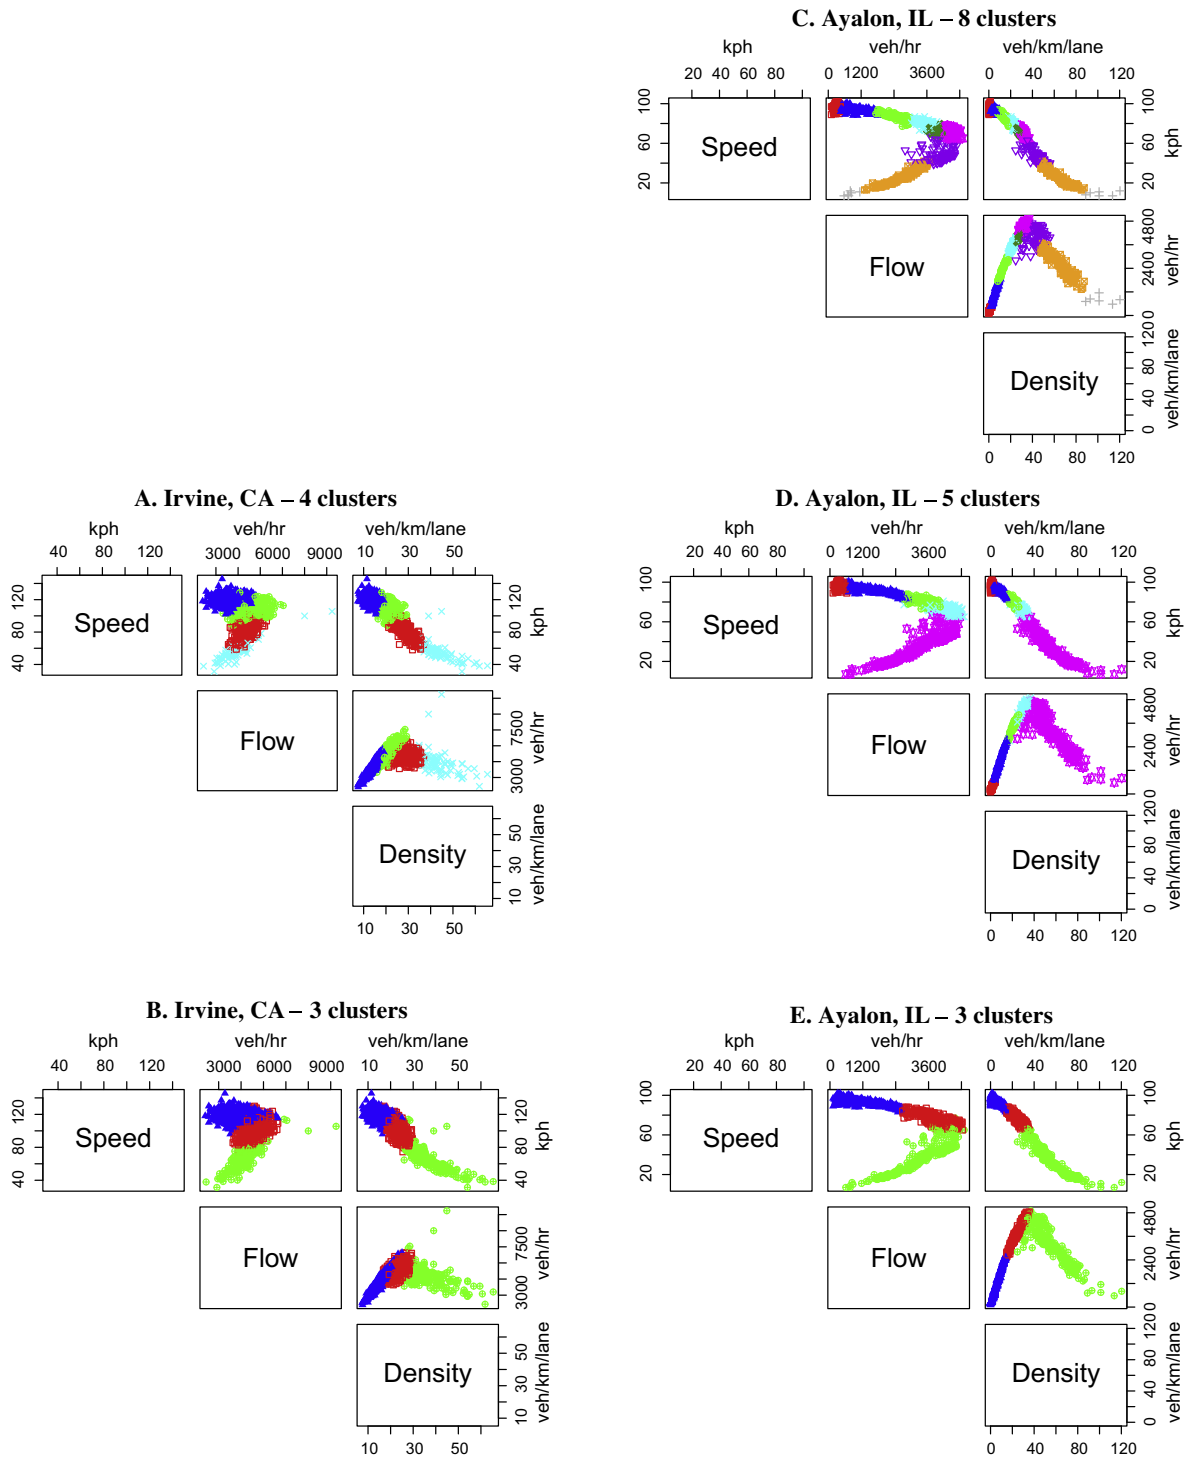 C. Ayalon, IL – 8 clusters
kph veh/hr veh/km/lane
20 40 60 80 0 1200 3600 0 40 80 120
Speed
20 60 100
kph
Flow
0 2400 4800
veh/hr
Density
0 40 80 120
veh/km/lane
0 40 80 120
A. Irvine, CA – 4 clusters
kph veh/hr veh/km/lane
40 80 120 3000 6000 9000 10 30 50
Speed
40 80 120
40 80 120
kph
Flow
3000 7500
veh/hr
Density
10 30 50
veh/km/lane
10 30 50
D. Ayalon, IL – 5 clusters
kph veh/hr veh/km/lane
20 40 60 80 0 1200 3600 0 40 80 120
Speed
20 60 100
kph
Flow
0 2400 4800
veh/hr
Density
0 40 80 120
veh/km/lane
0 40 80 120
B. Irvine, CA – 3 clusters
kph veh/hr veh/km/lane
40 80 120 3000 6000 9000 10 30 50
Speed
40 80 120
40 80 120
kph
Flow
3000 7500
veh/hr
Density
10 30 50
veh/km/lane
10 30 50
E. Ayalon, IL – 3 clusters
kph veh/hr veh/km/lane
20 40 60 80 0 1200 3600 0 40 80 120
Speed
20 60 100
kph
Flow
0 2400 4800
veh/hr
Density
0 40 80 120
veh/km/lane
0 40 80 120